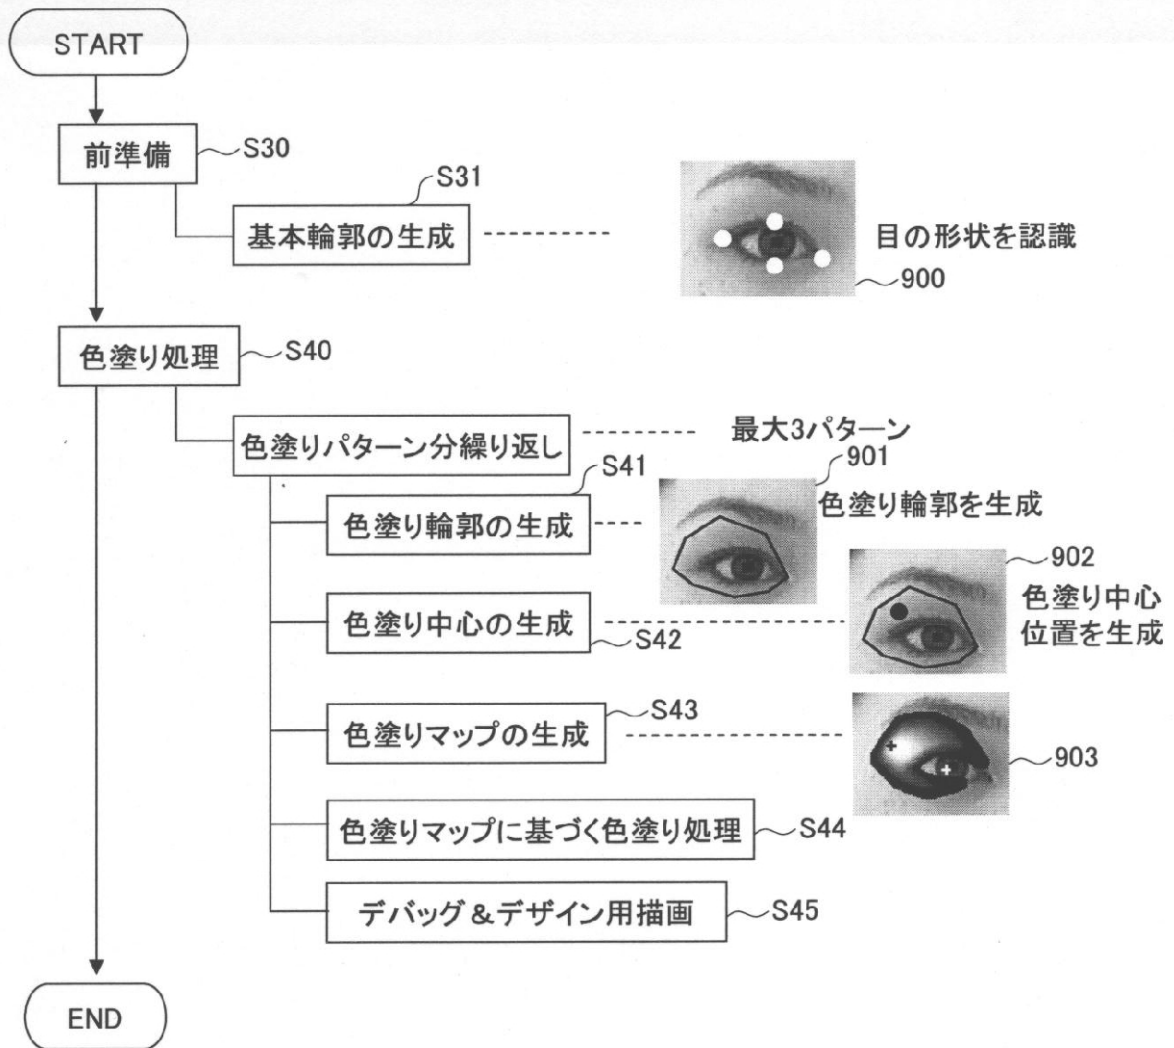 START
前準備
S30
S31
基本輪郭の生成
目の形状を認識
900
色塗り処理
S40
色塗りパターン分繰り返し
最大3パターン
S41
901
色塗り輪郭の生成
色塗り輪郭を生成
902
色塗り中心の生成
S42
色塗り中心
位置を生成
色塗りマップの生成
S43
903
色塗りマップに基づく色塗り処理
S44
デバッグ&デザイン用描画
S45
END